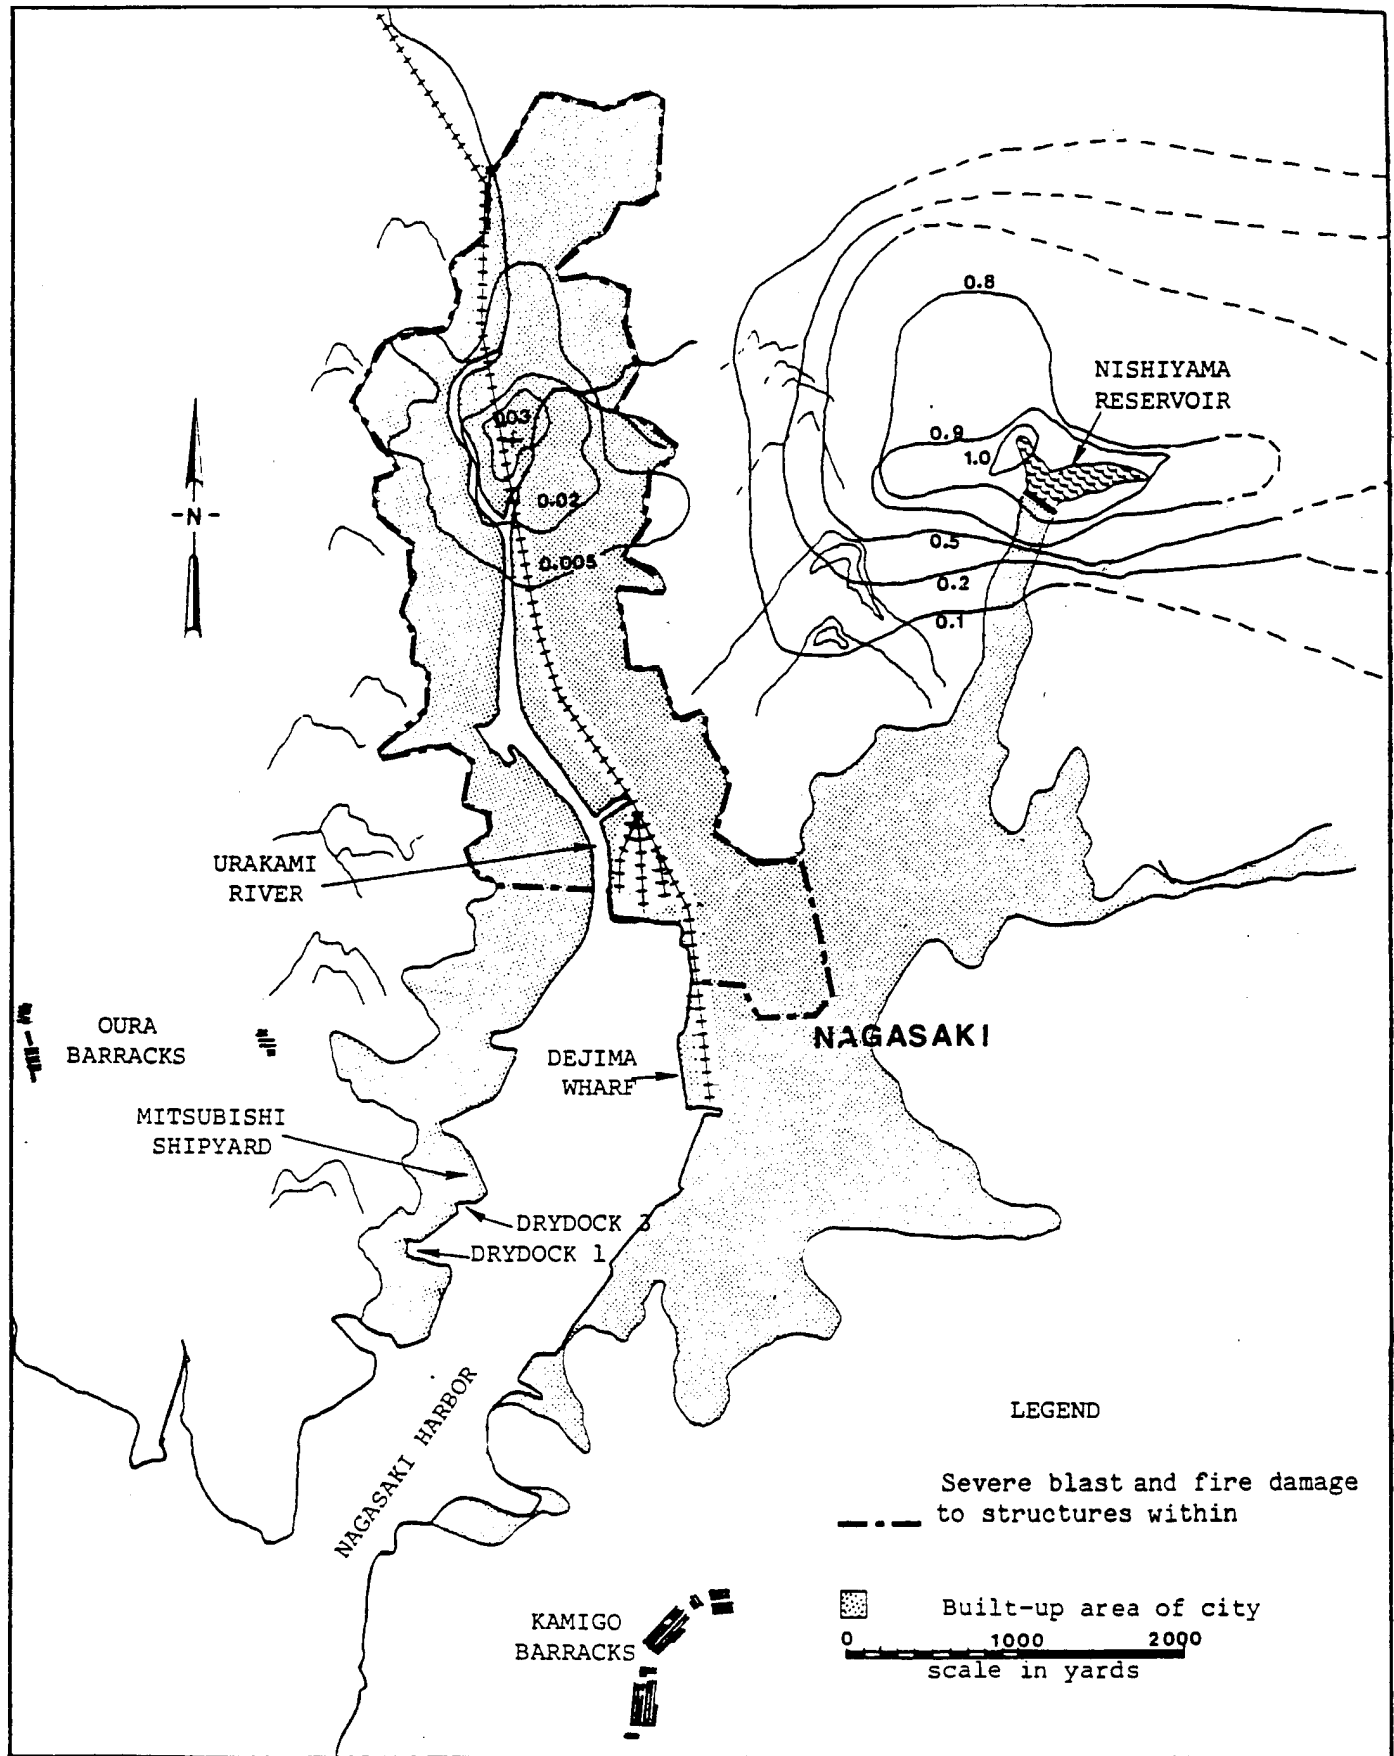 0.8
NISHIYAMA
RESERVOIR
0.9
1.0
0.03
0.02
0.5
0.005
0.2
0.1
-N-
URAKAMI
RIVER
OURA
BARRACKS
NAGASAKI
DEJIMA
WHARF
MITSUBISHI
SHIPYARD
DRYDOCK 3
DRYDOCK 1
NAGASAKI HARBOR
LEGEND
Severe blast and fire damage
to structures within
Built-up area of city
KAMIGO
BARRACKS
0 1000 2000
scale in yards